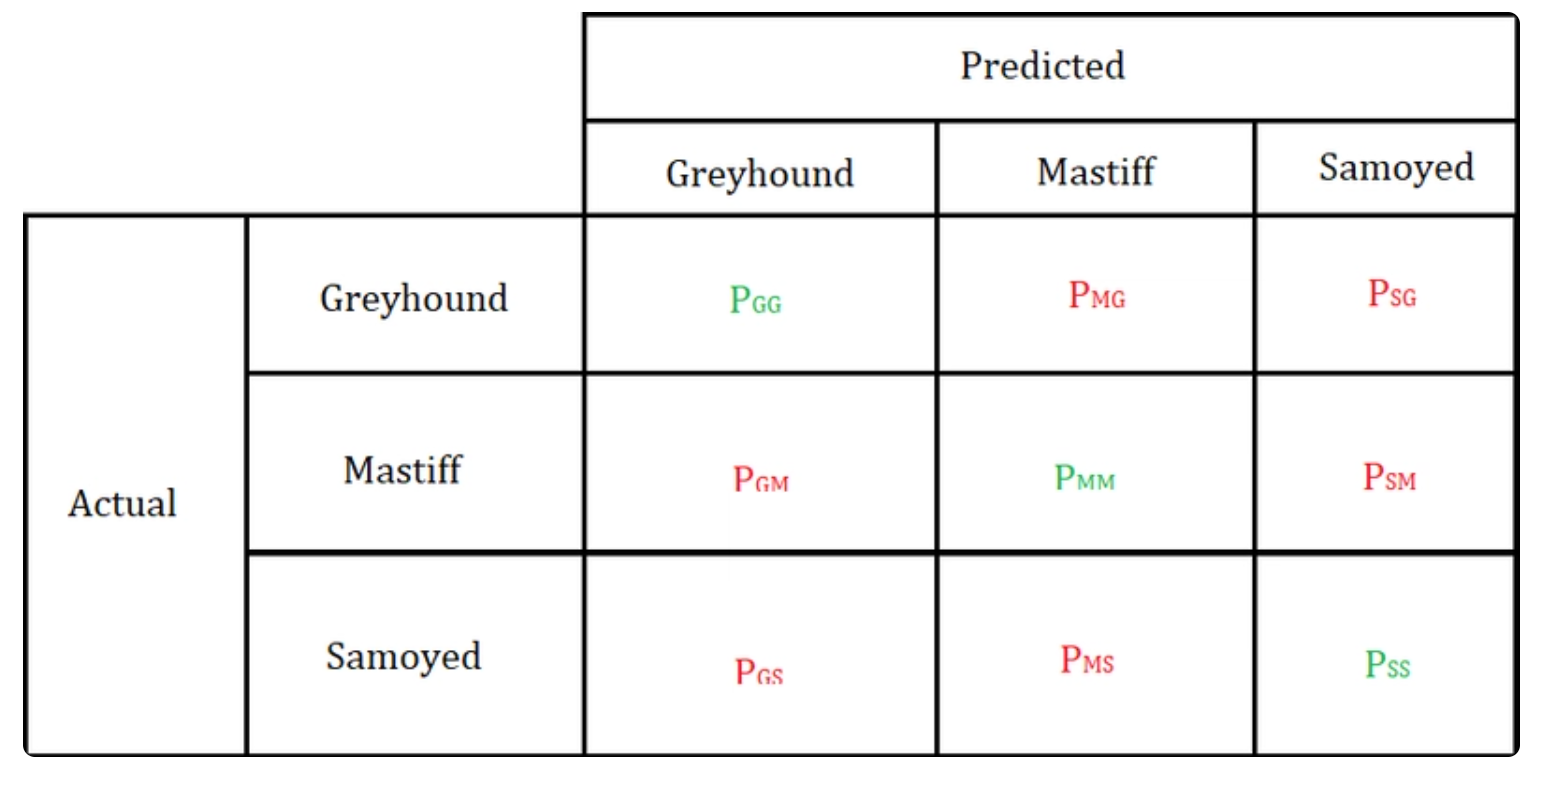 Predicted
Greyhound Mastiff Samoyed
Greyhound PGG PMG PSG
Mastiff PGM PMM PSM
Actual
Samoyed PGS PMS PSS